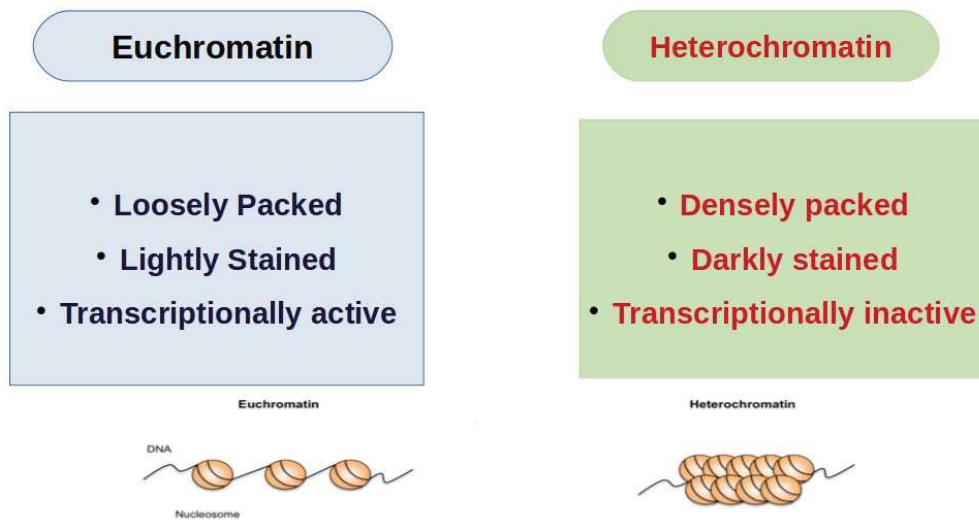 Euchromatin
Heterochromatin
• Loosely Packed
• Lightly Stained
• Transcriptionally active
• Densely packed
• Darkly stained
• Transcriptionally inactive
Euchromatin
DNA
Nucleosome
Heterochromatin